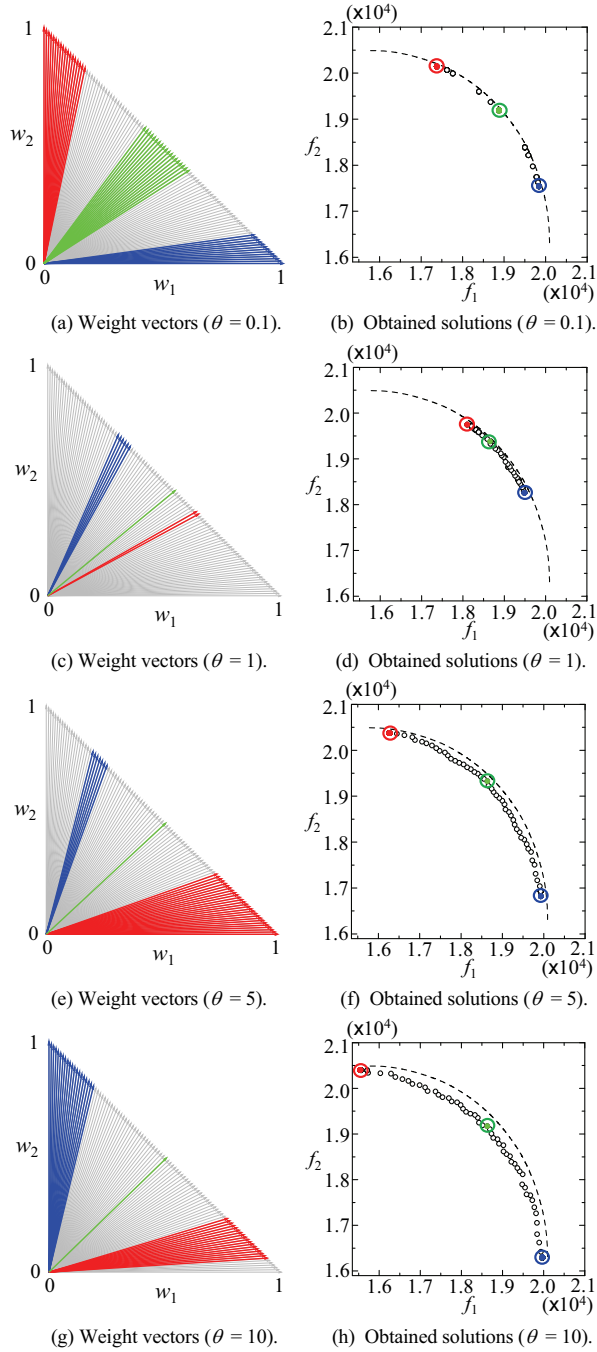 1
w2
0
0
w1
1
(a) Weight vectors (θ = 0.1).
(x10⁴)
2.1
2.0
1.9
f2
1.8
1.7
1.6
1.6 1.7 1.8 1.9 2.0 2.1
f1
(x10⁴)
(b) Obtained solutions (θ = 0.1).
1
w2
0
0
w1
1
(c) Weight vectors (θ = 1).
(x10⁴)
2.1
2.0
1.9
f2
1.8
1.7
1.6
1.6 1.7 1.8 1.9 2.0 2.1
f1
(x10⁴)
(d) Obtained solutions (θ = 1).
1
w2
0
0
w1
1
(e) Weight vectors (θ = 5).
(x10⁴)
2.1
2.0
1.9
f2
1.8
1.7
1.6
1.6 1.7 1.8 1.9 2.0 2.1
f1
(x10⁴)
(f) Obtained solutions (θ = 5).
1
w2
0
0
w1
1
(g) Weight vectors (θ = 10).
(x10⁴)
2.1
2.0
1.9
f2
1.8
1.7
1.6
1.6 1.7 1.8 1.9 2.0 2.1
f1
(x10⁴)
(h) Obtained solutions (θ = 10).